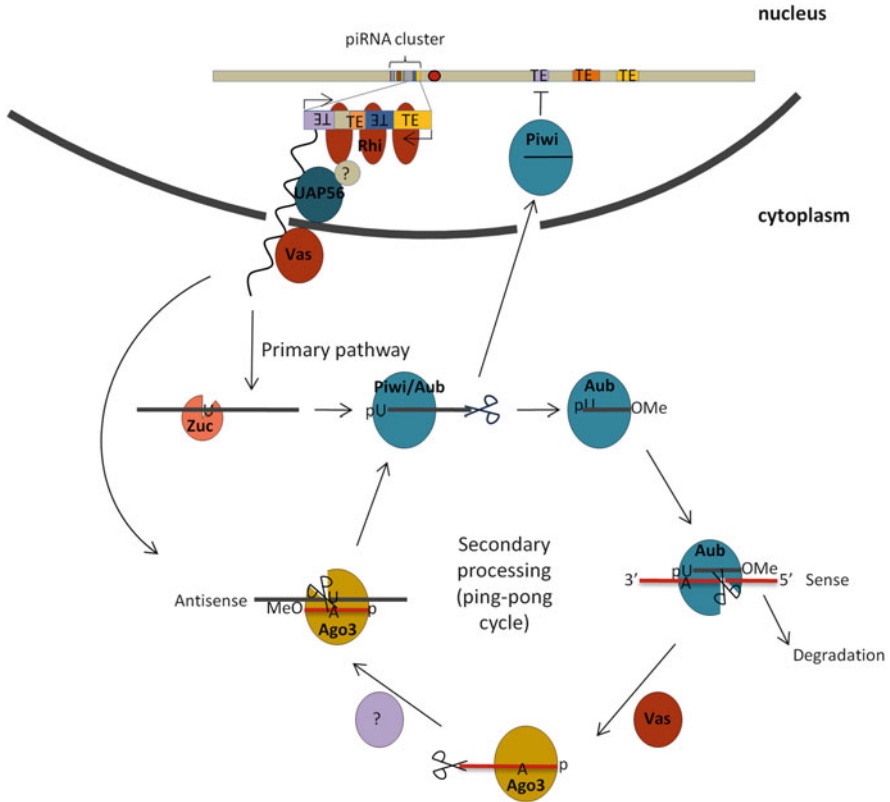 nucleus
piRNA cluster
TE TE TE
TE TE TE TE
Rhi
Piwi
?
UAP56
cytoplasm
Vas
Primary pathway
Piwi/Aub
Aub
U
pU
pU
OMe
Zuc
Secondary
processing
(ping-pong
cycle)
Aub
pU
OMe
3’
A
5’ Sense
Antisense
U
MeO
A
p
Ago3
Degradation
?
Vas
A
p
Ago3